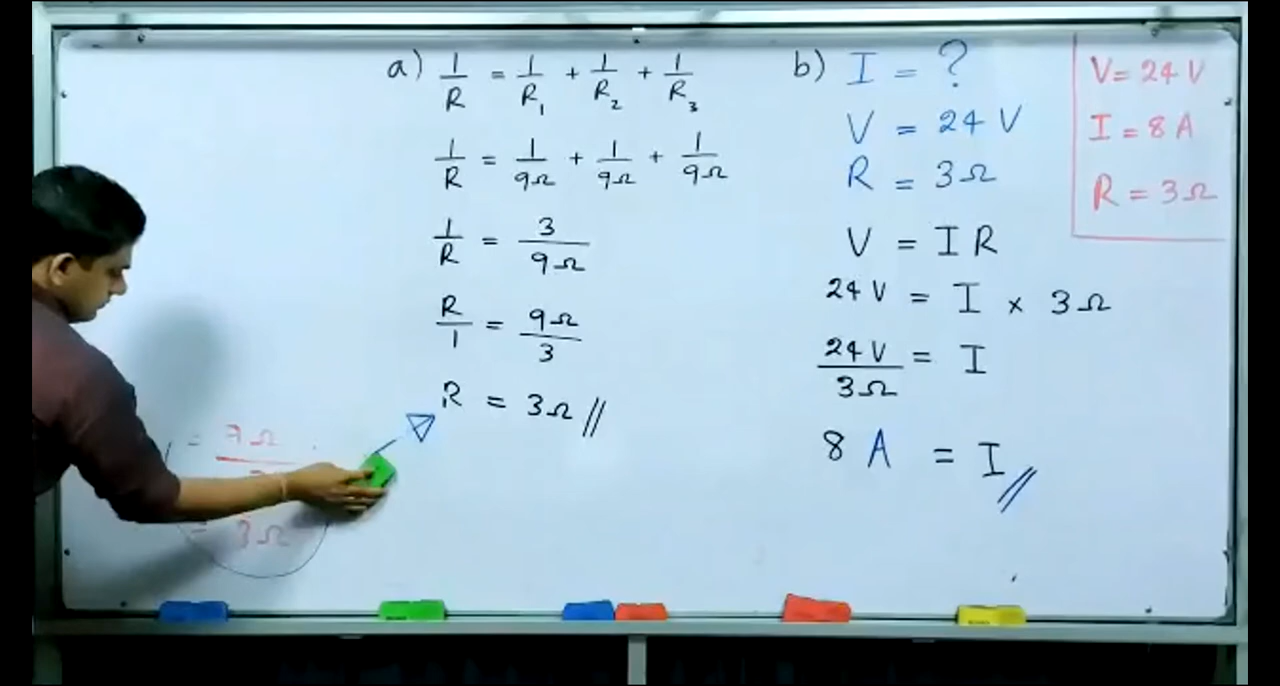 a) 1/R = 1/R₁ + 1/R₂ + 1/R₃
1/R = 1/9Ω + 1/9Ω + 1/9Ω
1/R = 3/9Ω
R/1 = 9Ω/3
R = 3Ω //
= 3Ω
b) I = ?
V = 24 V
R = 3Ω
V = I R
24 V = I × 3Ω
24 V/3Ω = I
8 A = I //
V = 24 V
I = 8 A
R = 3Ω